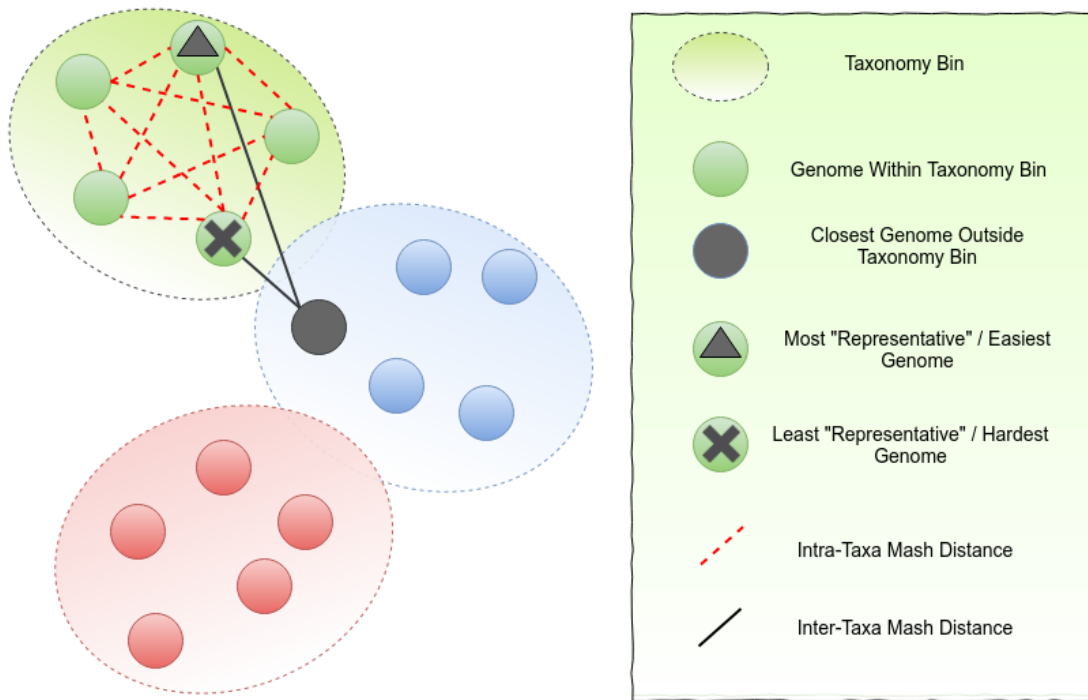 Taxonomy Bin
Genome Within Taxonomy Bin
Closest Genome Outside
Taxonomy Bin
Most "Representative" / Easiest
Genome
Least "Representative" / Hardest
Genome
Intra-Taxa Mash Distance
Inter-Taxa Mash Distance